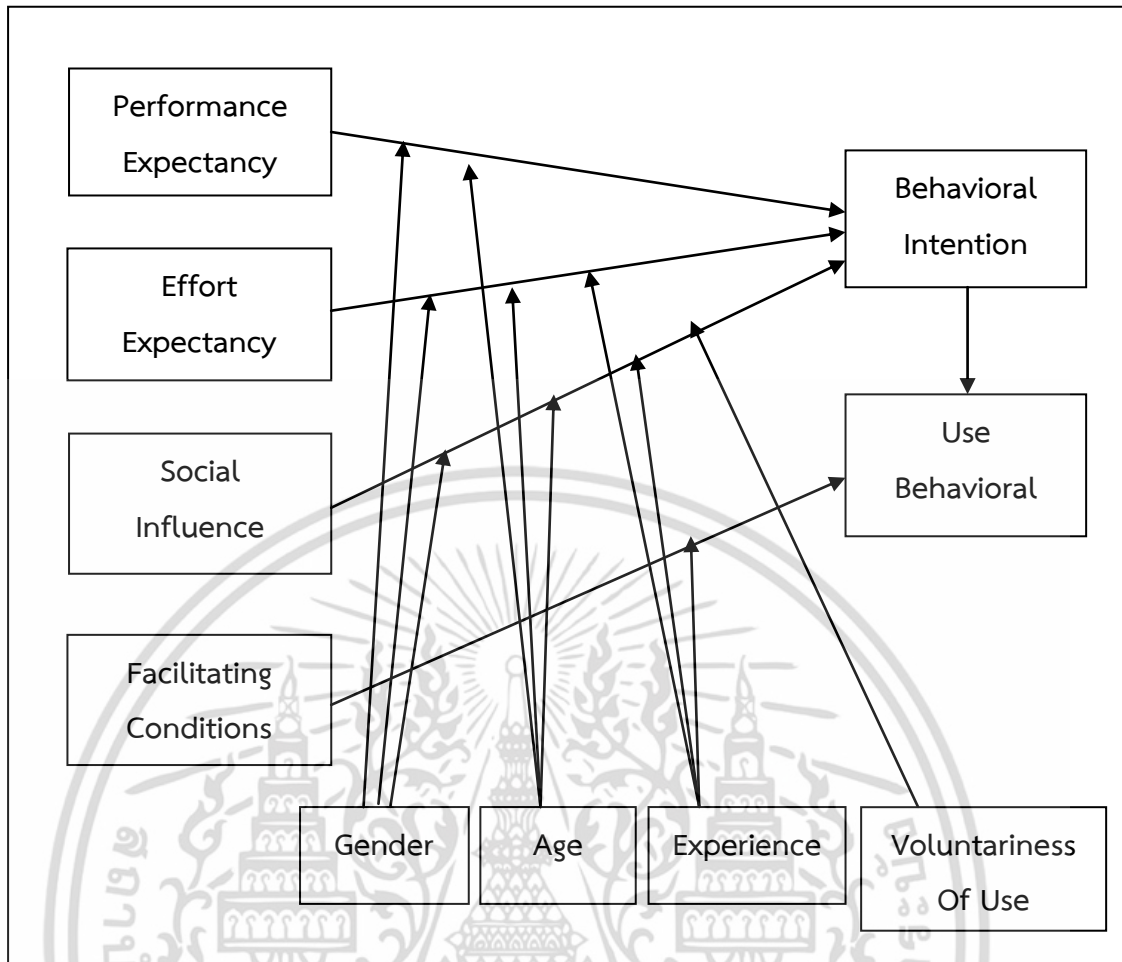 Performance
Expectancy
Behavioral
Intention
Effort
Expectancy
Social
Influence
Use
Behavioral
Facilitating
Conditions
Gender
Age
Experience
Voluntariness
Of Use